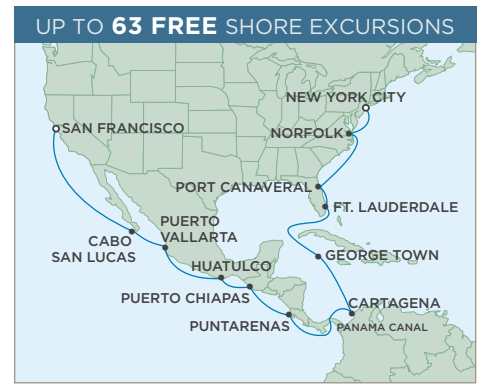 UP TO 63 FREE SHORE EXCURSIONS
NEW YORK CITY
SAN FRANCISCO
NORFOLK
PORT CANAVERAL
FT. LAUDERDALE
PUERTO
VALLARTA
CABO
SAN LUCAS
GEORGE TOWN
HUATULCO
PUERTO CHIAPAS
CARTAGENA
PUNTARENAS
PANAMA CANAL